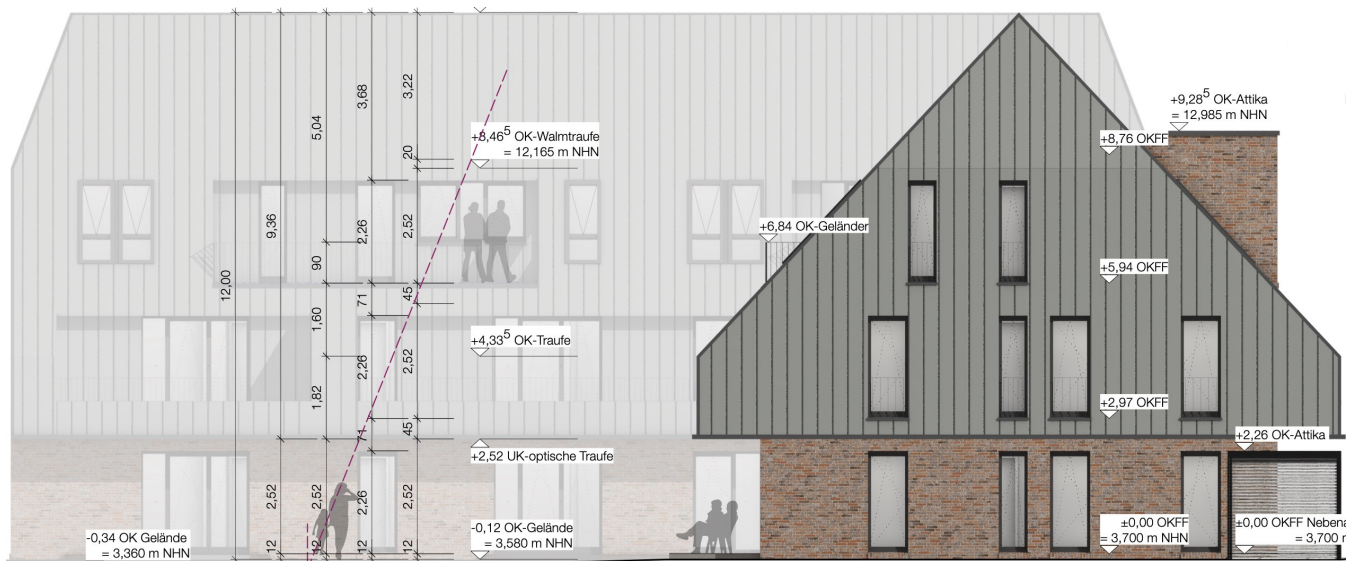 +9,28⁵ OK-Attika
= 12,985 m NHN
+8,46⁵ OK-Walmtraufe
= 12,165 m NHN
+8,76 OKFF
+6,84 OK-Geländer
+5,94 OKFF
+4,33⁵ OK-Traufe
+2,97 OKFF
+2,52 UK-optische Traufe
+2,26 OK-Attika
-0,34 OK Gelände
= 3,360 m NHN
-0,12 OK-Gelände
= 3,580 m NHN
±0,00 OKFF
= 3,700 m NHN
±0,00 OKFF Nebena
= 3,700 m
12,00
9,36
2,52
12
5,04
90
1,60
1,82
2,52
12
3,68
2,26
71
2,26
71
2,26
12
3,22
20
2,52
45
2,52
45
2,52
12